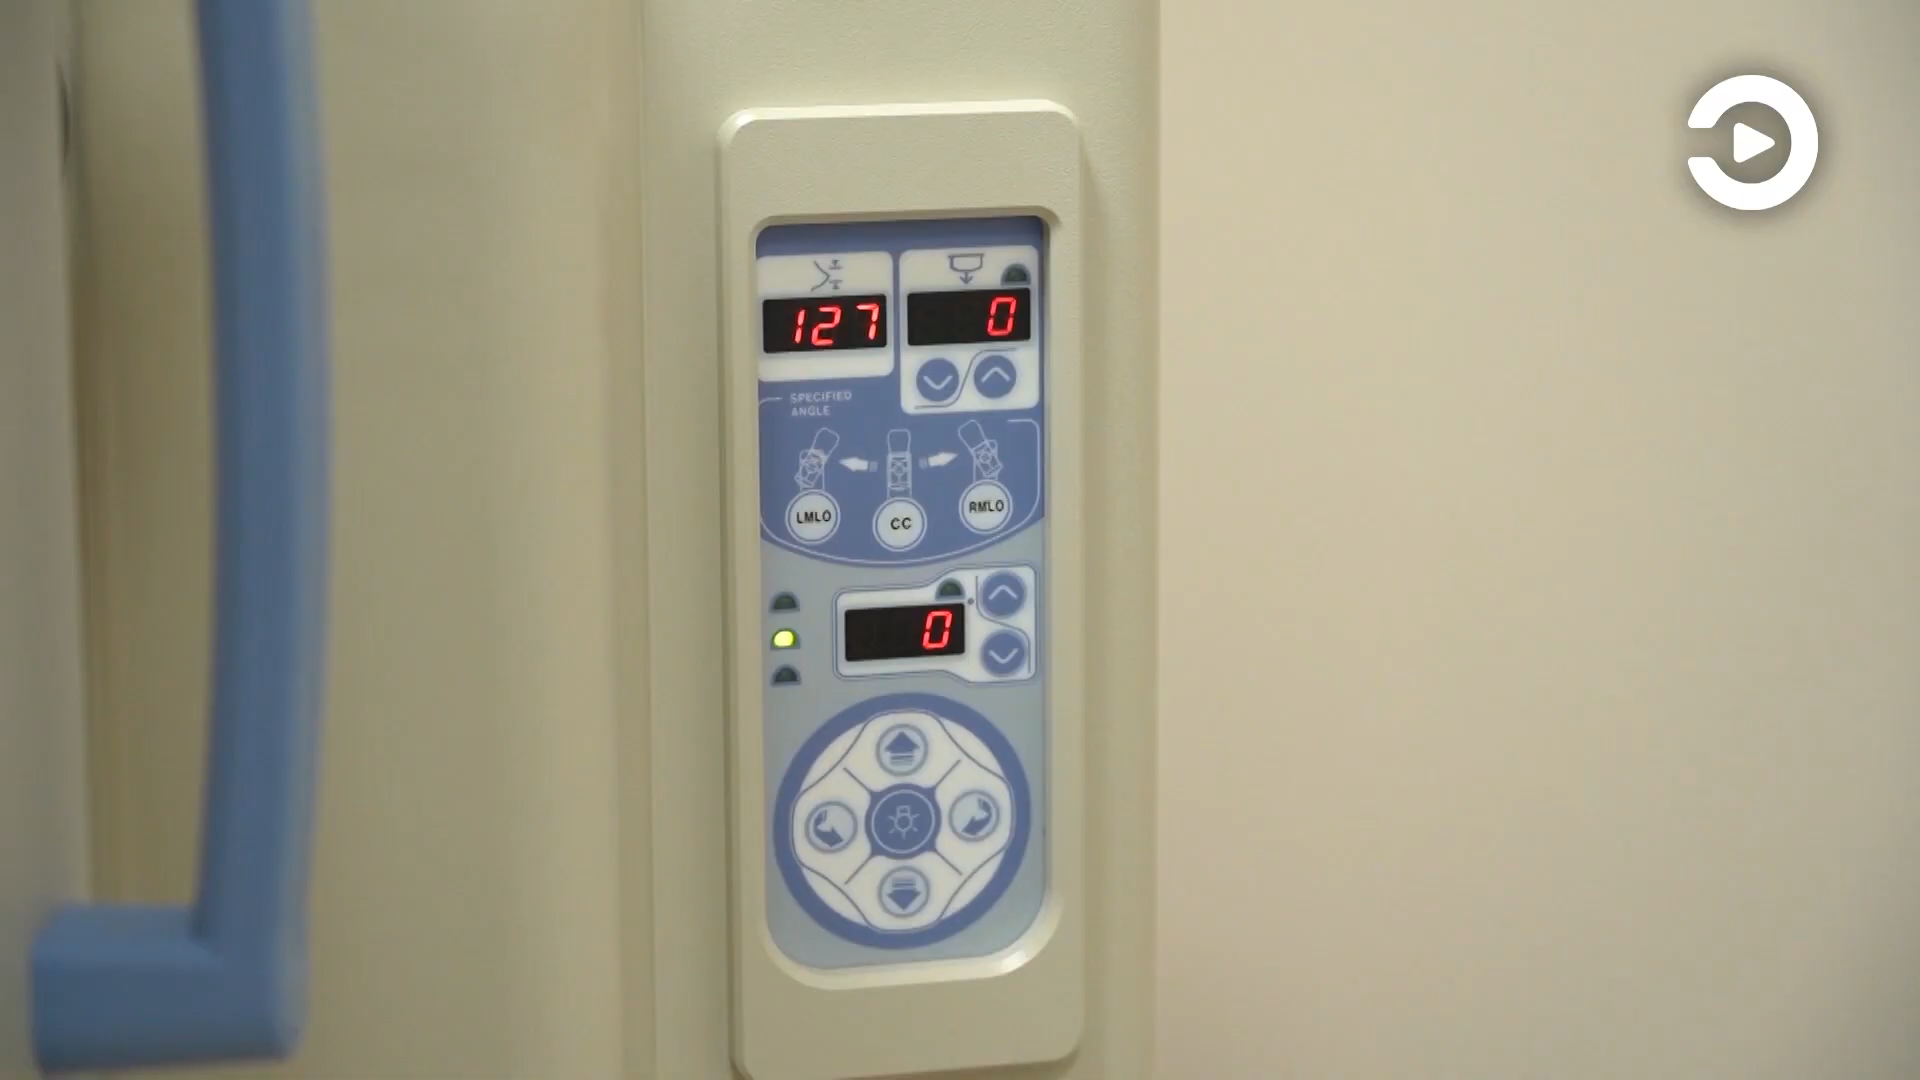 127
0
SPECIFIED
ANGLE
LMLO
CC
RMLO
0